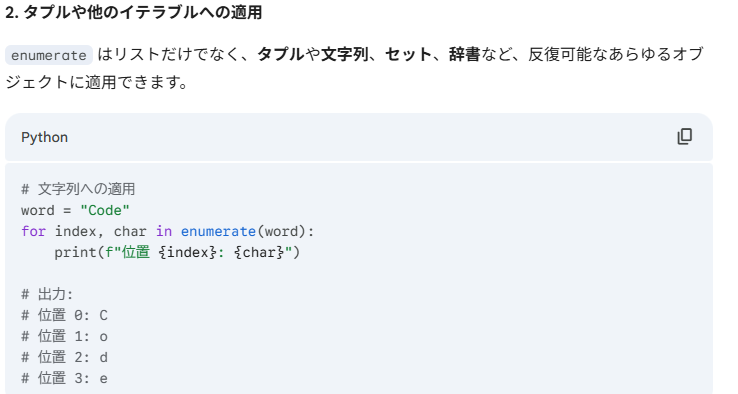 2. タプルや他のイテラブルへの適用
enumerate はリストだけでなく、タプルや文字列、セット、辞書など、反復可能なあらゆるオブ
ジェクトに適用できます。
Python
# 文字列への適用
word = "Code"
for index, char in enumerate(word):
    print(f"位置 {index}: {char}")
# 出力:
# 位置 0: C
# 位置 1: o
# 位置 2: d
# 位置 3: e